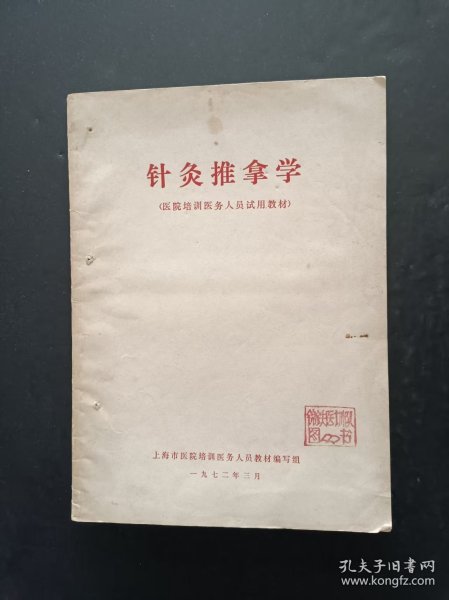 针灸推拿学
（医院培训医务人员试用教材）
上海市医院培训医务人员教材编写组
一九七二年三月
孔夫子旧书网
www.kongfz.com